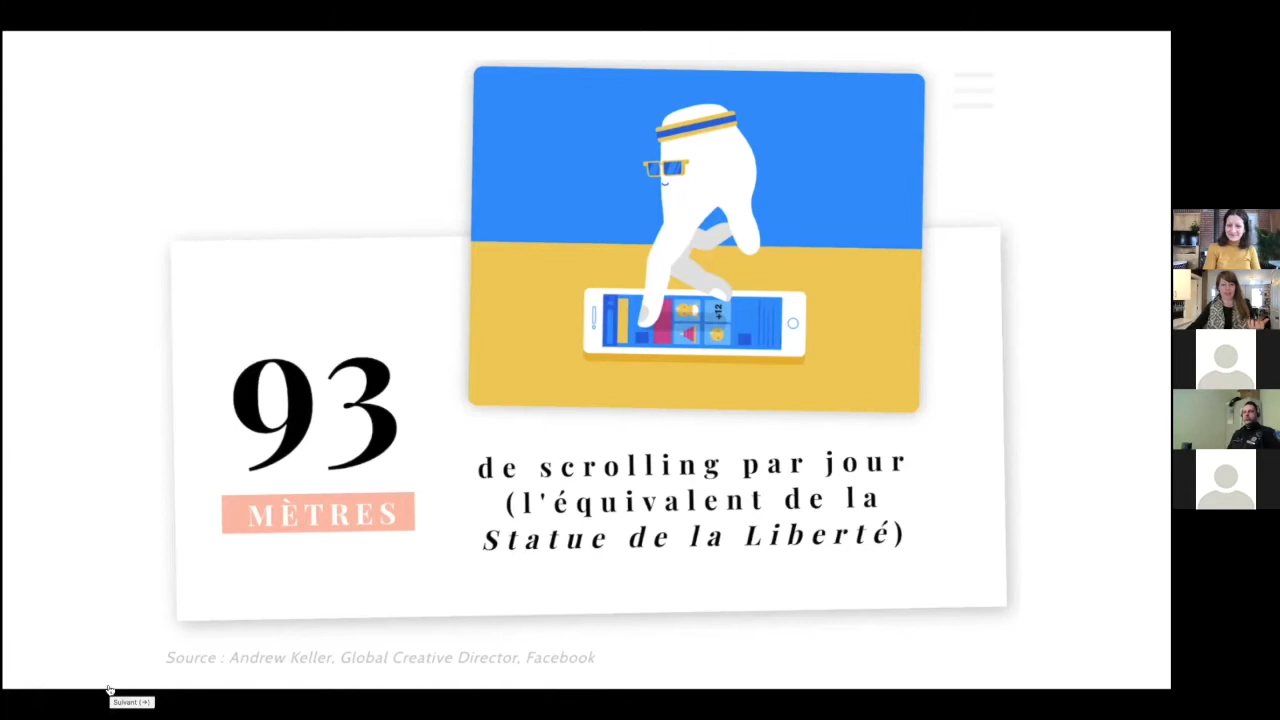 93
MÈTRES
de scrolling par jour
(l'équivalent de la
Statue de la Liberté)
+12
Source : Andrew Keller, Global Creative Director, Facebook
Suivant (→)